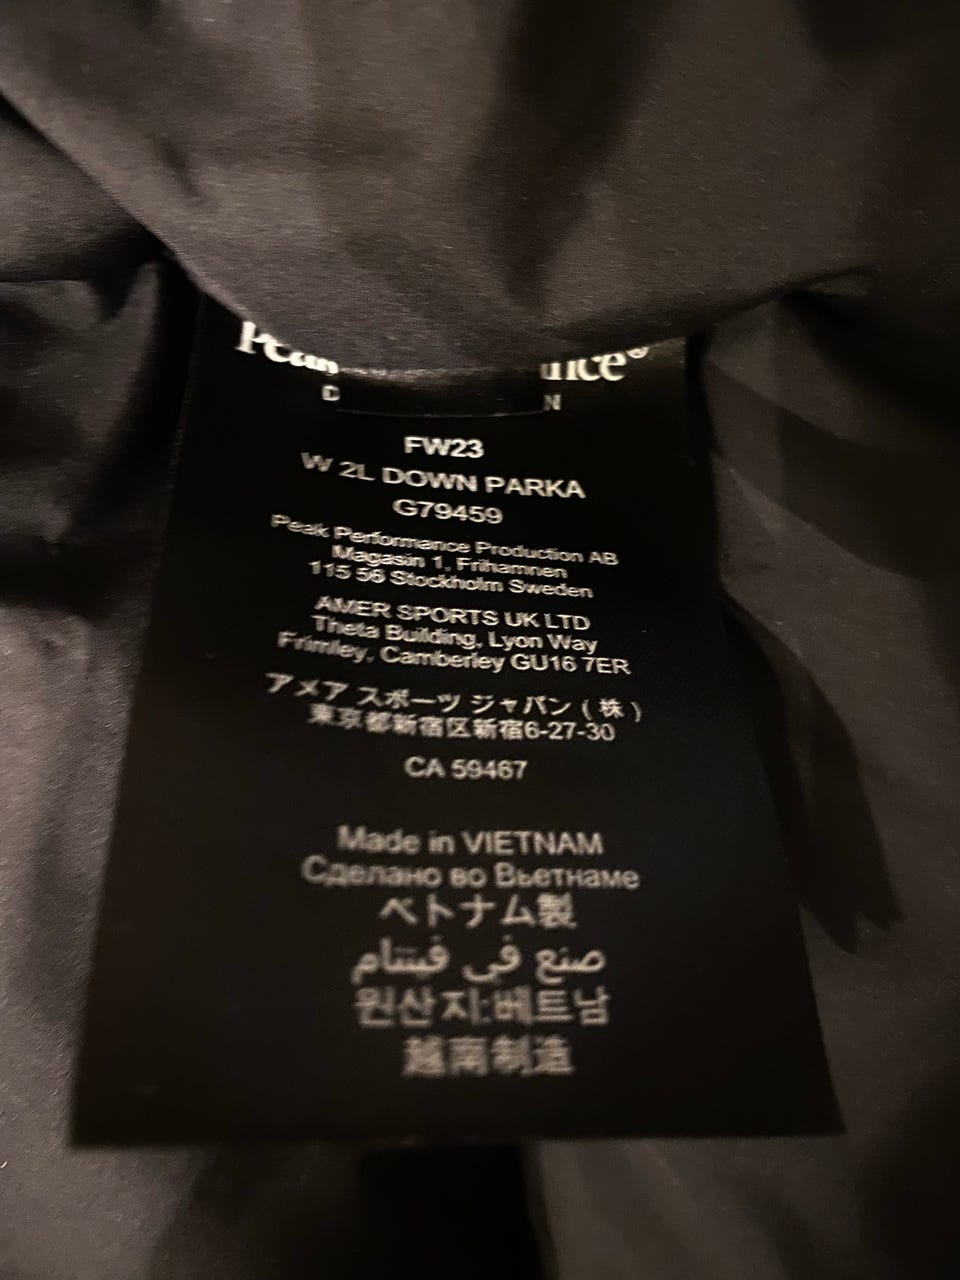 Peak nce®
FW23
W 2L DOWN PARKA
G79459
Peak Performance Production AB
Magasin 1, Frihamnen
115 56 Stockholm Sweden
AMER SPORTS UK LTD
Theta Building, Lyon Way
Frimley, Camberley GU16 7ER
アメア スポーツ ジャパン ( 株 )
東京都新宿区新宿6-27-30
CA 59467
Made in VIETNAM
Сделано во Вьетнаме
ベトナム製
صنع في فيتنام
원산지:베트남
越南制造